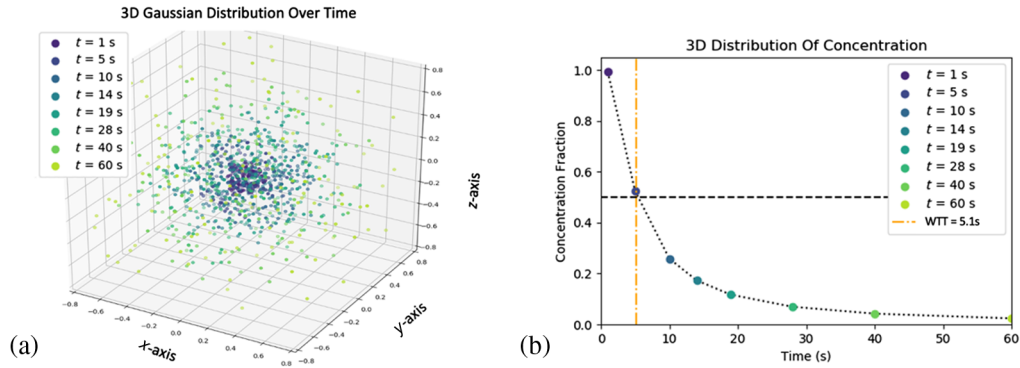 3D Gaussian Distribution Over Time
t = 1 s
t = 5 s
t = 10 s
t = 14 s
t = 19 s
t = 28 s
t = 40 s
t = 60 s
0.8
0.6
0.4
0.2
0.0
−0.2
−0.4
−0.6
−0.8
z-axis
−0.8
−0.6
−0.4
−0.2
0.0
0.2
0.4
0.6
0.8
x-axis
−0.8
−0.6
−0.4
−0.2
0.0
0.2
0.4
0.6
0.8
y-axis
(a)
3D Distribution Of Concentration
1.0
0.8
0.6
0.4
0.2
0.0
Concentration Fraction
t = 1 s
t = 5 s
t = 10 s
t = 14 s
t = 19 s
t = 28 s
t = 40 s
t = 60 s
WTT = 5.1s
0 10 20 30 40 50 60
Time (s)
(b)